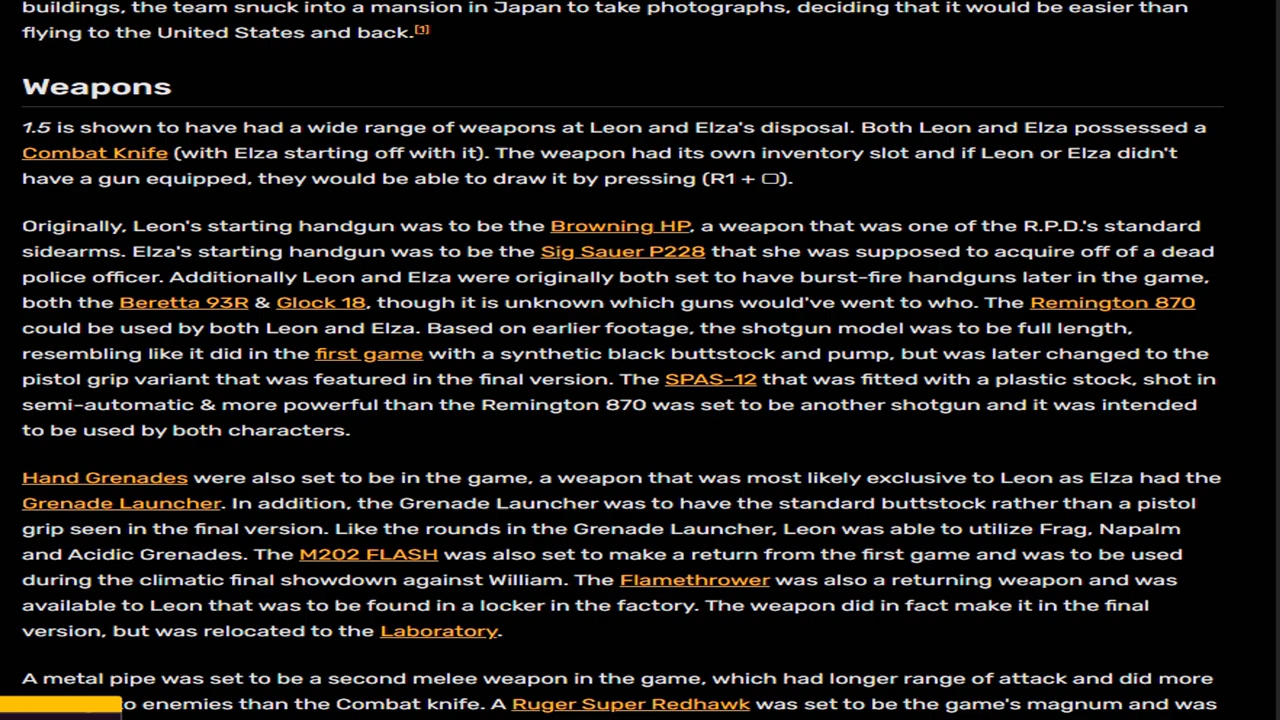 buildings, the team snuck into a mansion in Japan to take photographs, deciding that it would be easier than
flying to the United States and back.[1]
Weapons
1.5 is shown to have had a wide range of weapons at Leon and Elza's disposal. Both Leon and Elza possessed a
Combat Knife (with Elza starting off with it). The weapon had its own inventory slot and if Leon or Elza didn't
have a gun equipped, they would be able to draw it by pressing (R1 + □).
Originally, Leon's starting handgun was to be the Browning HP, a weapon that was one of the R.P.D.'s standard
sidearms. Elza's starting handgun was to be the Sig Sauer P228 that she was supposed to acquire off of a dead
police officer. Additionally Leon and Elza were originally both set to have burst-fire handguns later in the game,
both the Beretta 93R & Glock 18, though it is unknown which guns would've went to who. The Remington 870
could be used by both Leon and Elza. Based on earlier footage, the shotgun model was to be full length,
resembling like it did in the first game with a synthetic black buttstock and pump, but was later changed to the
pistol grip variant that was featured in the final version. The SPAS-12 that was fitted with a plastic stock, shot in
semi-automatic & more powerful than the Remington 870 was set to be another shotgun and it was intended
to be used by both characters.
Hand Grenades were also set to be in the game, a weapon that was most likely exclusive to Leon as Elza had the
Grenade Launcher. In addition, the Grenade Launcher was to have the standard buttstock rather than a pistol
grip seen in the final version. Like the rounds in the Grenade Launcher, Leon was able to utilize Frag, Napalm
and Acidic Grenades. The M202 FLASH was also set to make a return from the first game and was to be used
during the climatic final showdown against William. The Flamethrower was also a returning weapon and was
available to Leon that was to be found in a locker in the factory. The weapon did in fact make it in the final
version, but was relocated to the Laboratory.
A metal pipe was set to be a second melee weapon in the game, which had longer range of attack and did more
to enemies than the Combat knife. A Ruger Super Redhawk was set to be the game's magnum and was